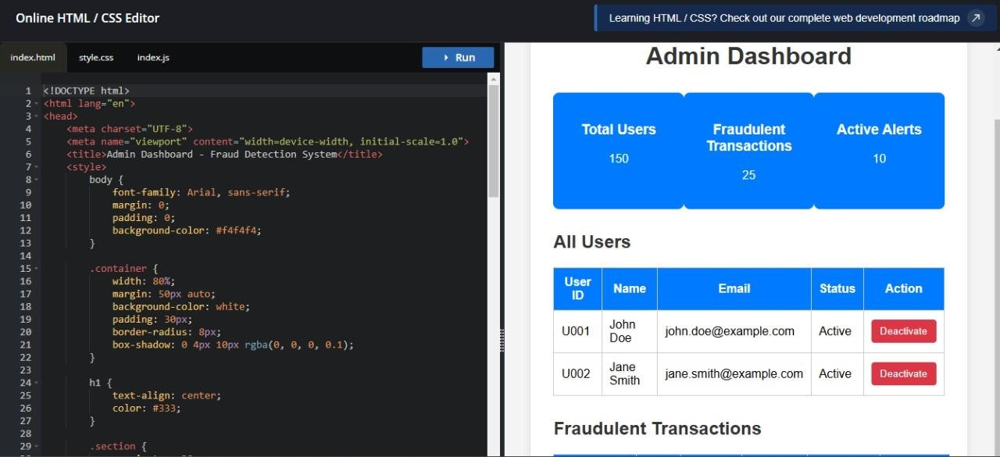 Online HTML / CSS Editor
Learning HTML / CSS? Check out our complete web development roadmap
index.html
style.css
index.js
Run
1 <!DOCTYPE html>
2 <html lang="en">
3 <head>
4 <meta charset="UTF-8">
5 <meta name="viewport" content="width=device-width, initial-scale=1.0">
6 <title>Admin Dashboard - Fraud Detection System</title>
7 <style>
8 body {
9 font-family: Arial, sans-serif;
10 margin: 0;
11 padding: 0;
12 background-color: #f4f4f4;
13 }
14
15 .container {
16 width: 80%;
17 margin: 50px auto;
18 background-color: white;
19 padding: 30px;
20 border-radius: 8px;
21 box-shadow: 0 4px 10px rgba(0, 0, 0, 0.1);
22 }
23
24 h1 {
25 text-align: center;
26 color: #333;
27 }
28
29 .section {
Admin Dashboard
Total Users
150
Fraudulent
Transactions
25
Active Alerts
10
All Users
User
ID
Name
Email
Status
Action
U001
John
Doe
john.doe@example.com
Active
Deactivate
U002
Jane
Smith
jane.smith@example.com
Active
Deactivate
Fraudulent Transactions